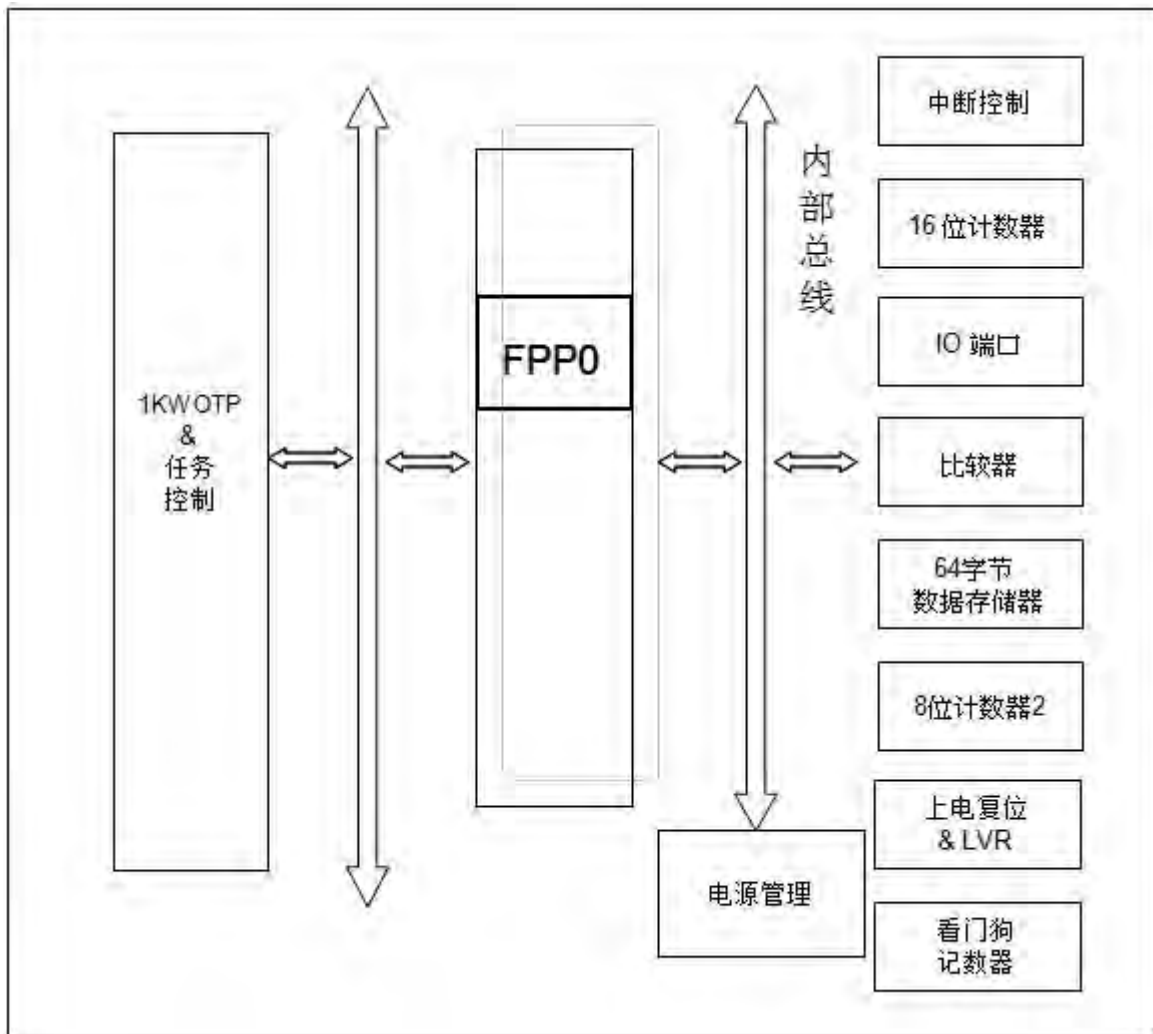 1KWOTP
&
任务
控制
FPP0
内
部
总
线
中断控制
16 位计数器
IO 端口
比较器
64字节
数据存储器
8位计数器2
上电复位
& LVR
电源管理
看门狗
记数器